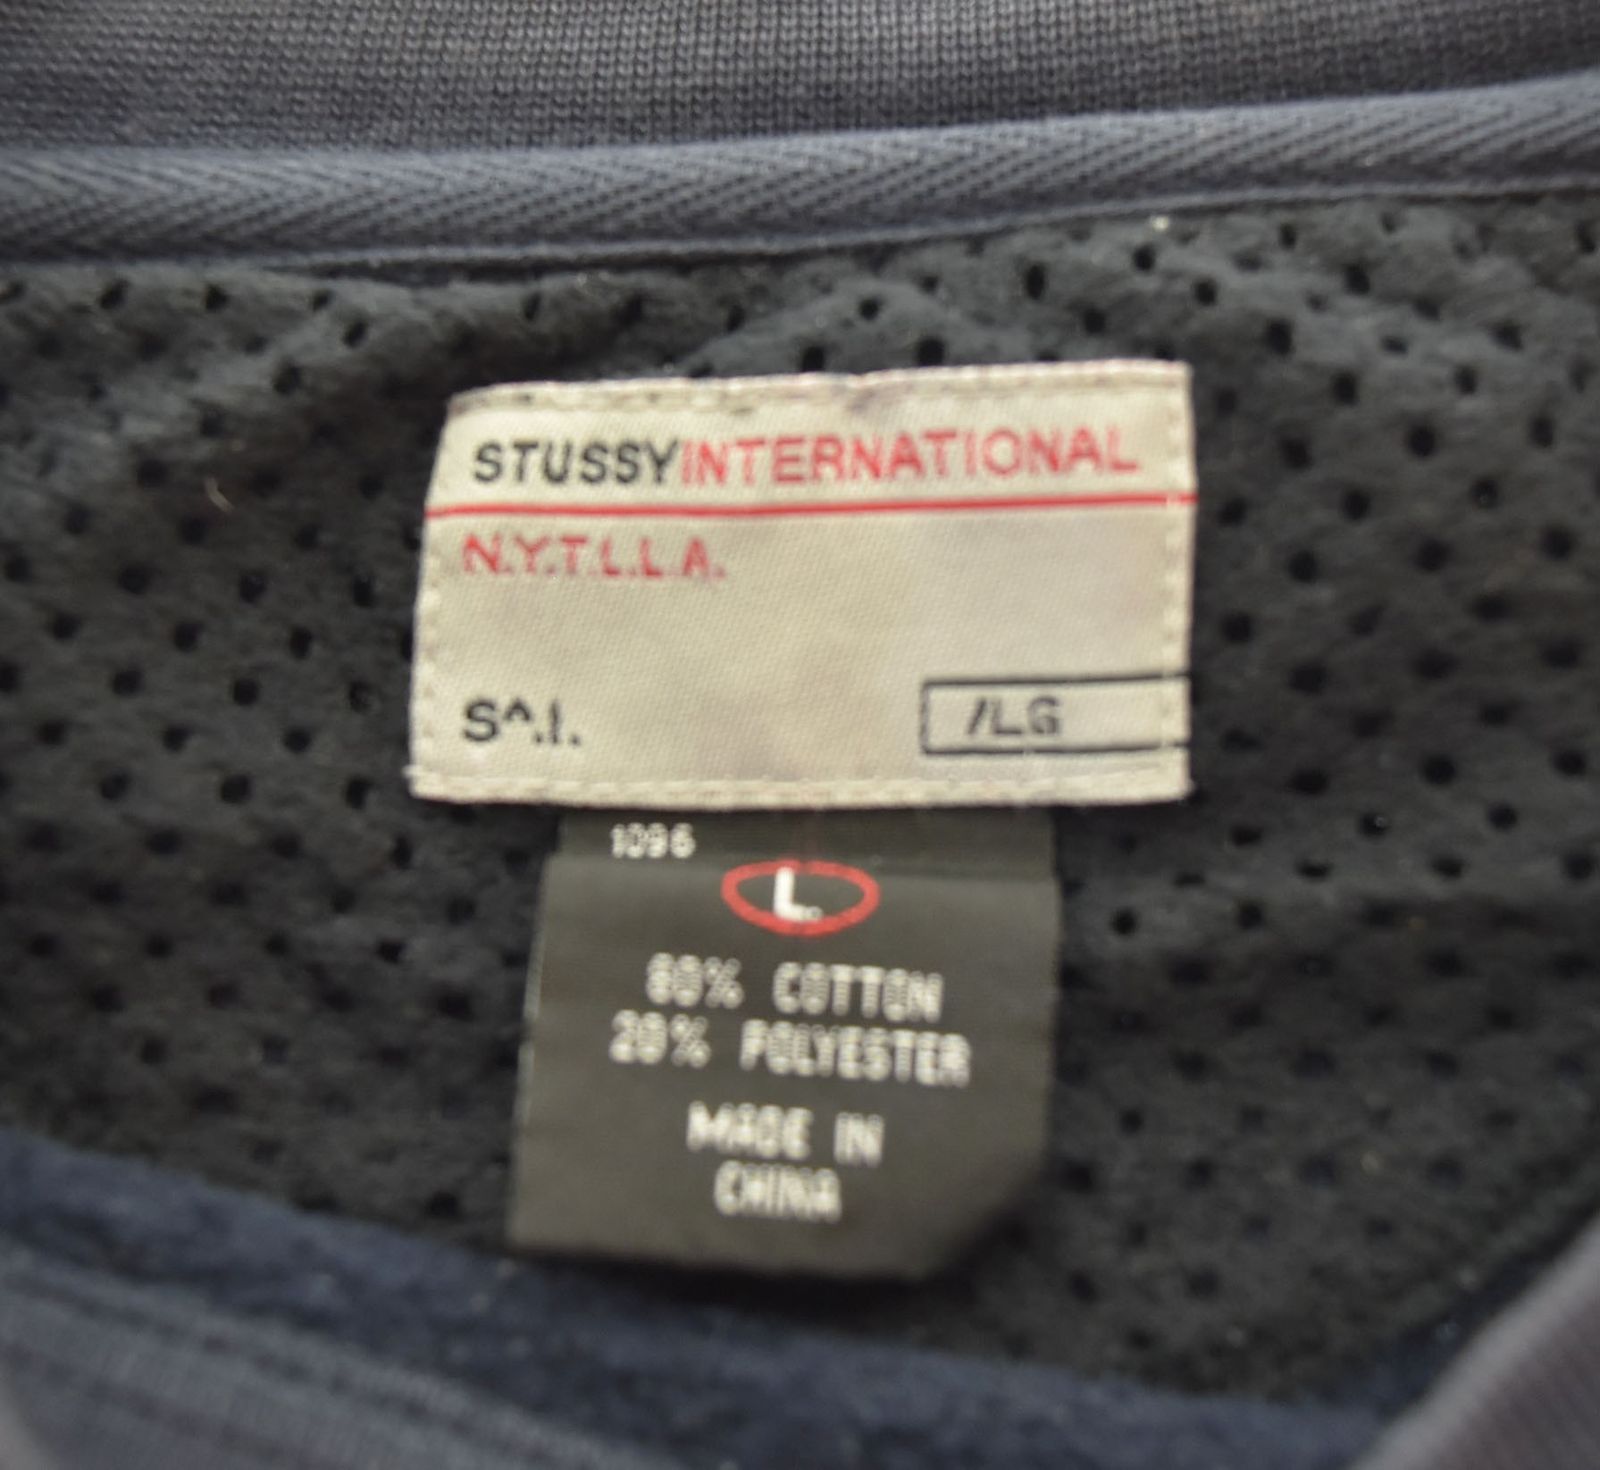 STUSSYINTERNATIONAL
N.Y.T.L.L.A.
S^.I.
/LG
1096
L
80% COTTON
20% POLYESTER
MADE IN
CHINA